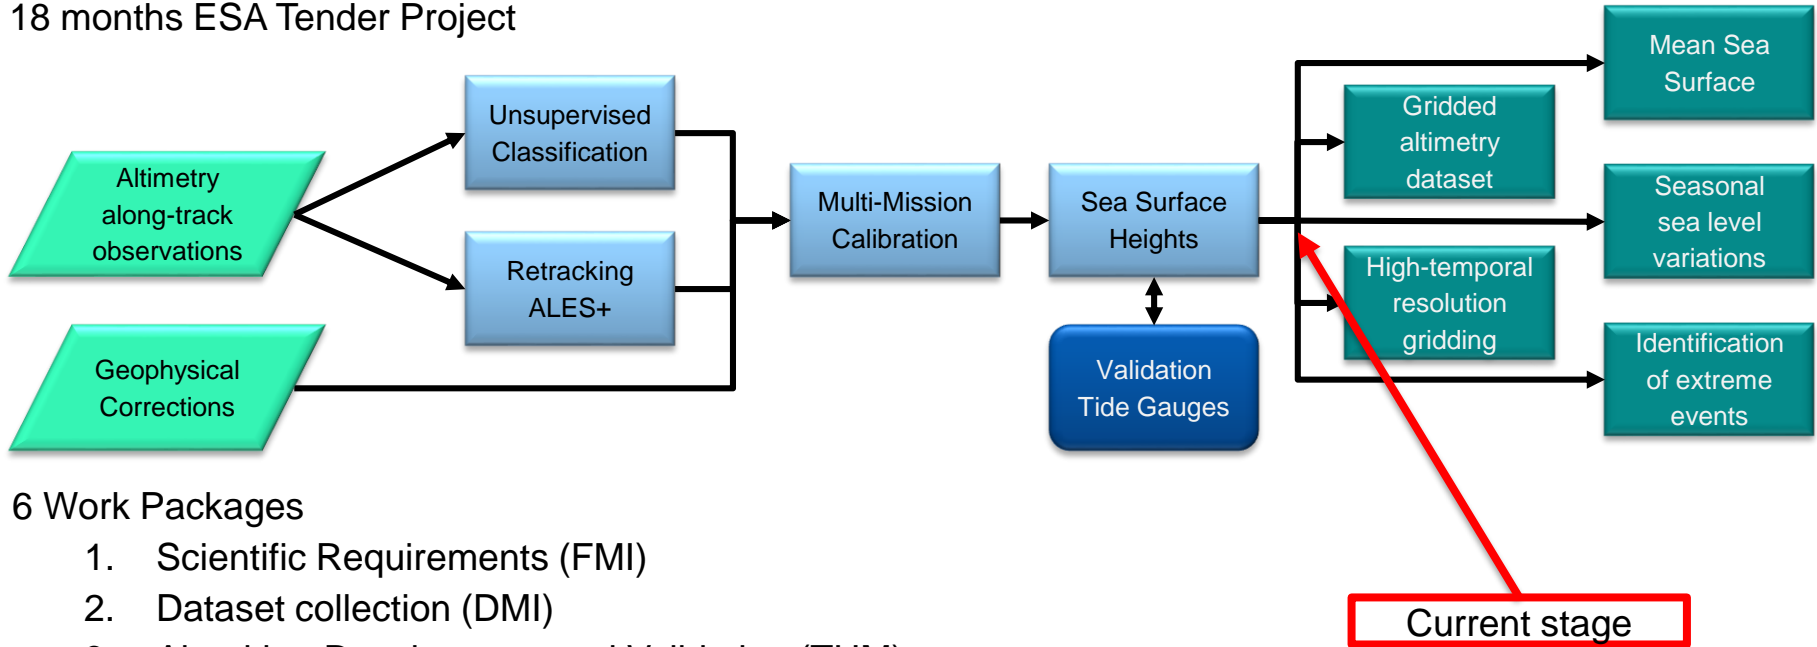 18 months ESA Tender Project
Altimetry
along-track
observations
Geophysical
Corrections
Unsupervised
Classification
Retracking
ALES+
Multi-Mission
Calibration
Sea Surface
Heights
Validation
Tide Gauges
Gridded
altimetry
dataset
High-temporal
resolution
gridding
Mean Sea
Surface
Seasonal
sea level
variations
Identification
of extreme
events
Current stage
6 Work Packages
1. Scientific Requirements (FMI)
2. Dataset collection (DMI)